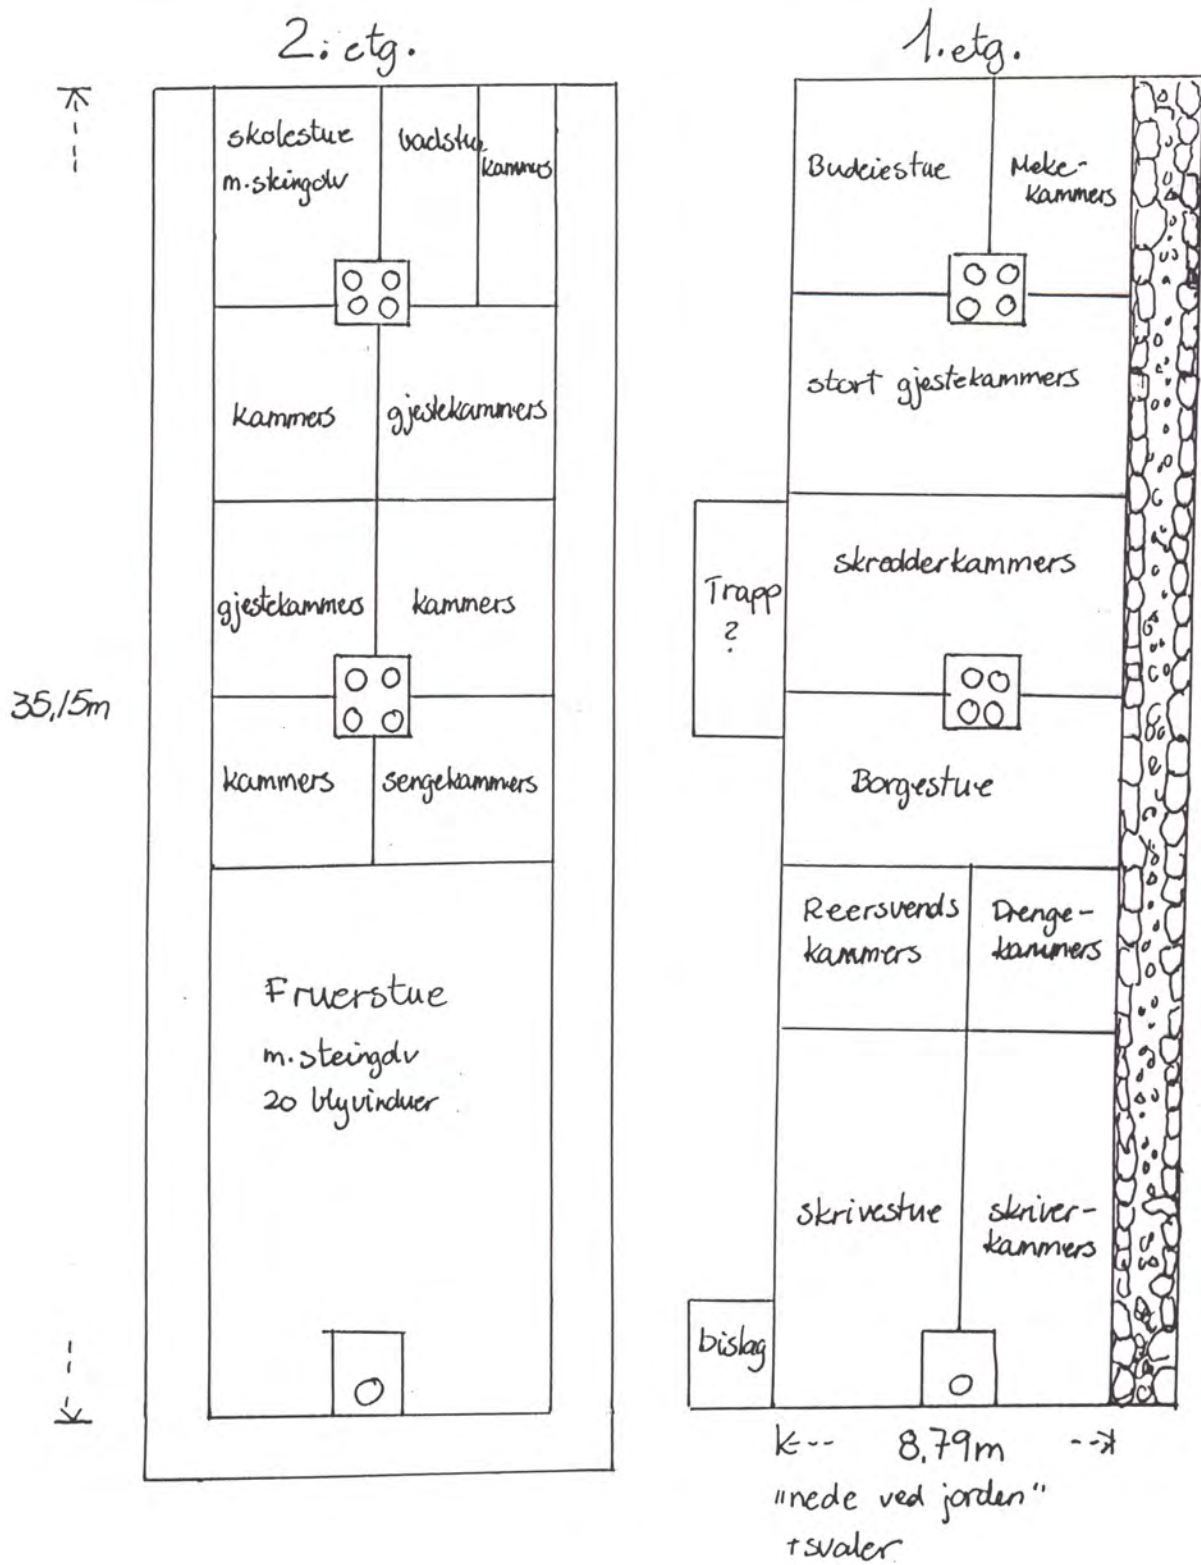 2. etg.
skolestue
m. steingolv
badstu
kammers
kammers
gjestekammers
gjestekammers
kammers
kammers
sengekammers
Fruerstue
m. steingolv
20 blyvinduer
35,15m
1. etg.
Budeiestue
Melke-
kammers
stort gjestekammers
skredderkammers
Trapp
?
Borgestue
Reersvends
kammers
Drenge-
kammers
skrivestue
skriver-
kammers
bislag
8,79m
"nede ved jorden"
+ svaler